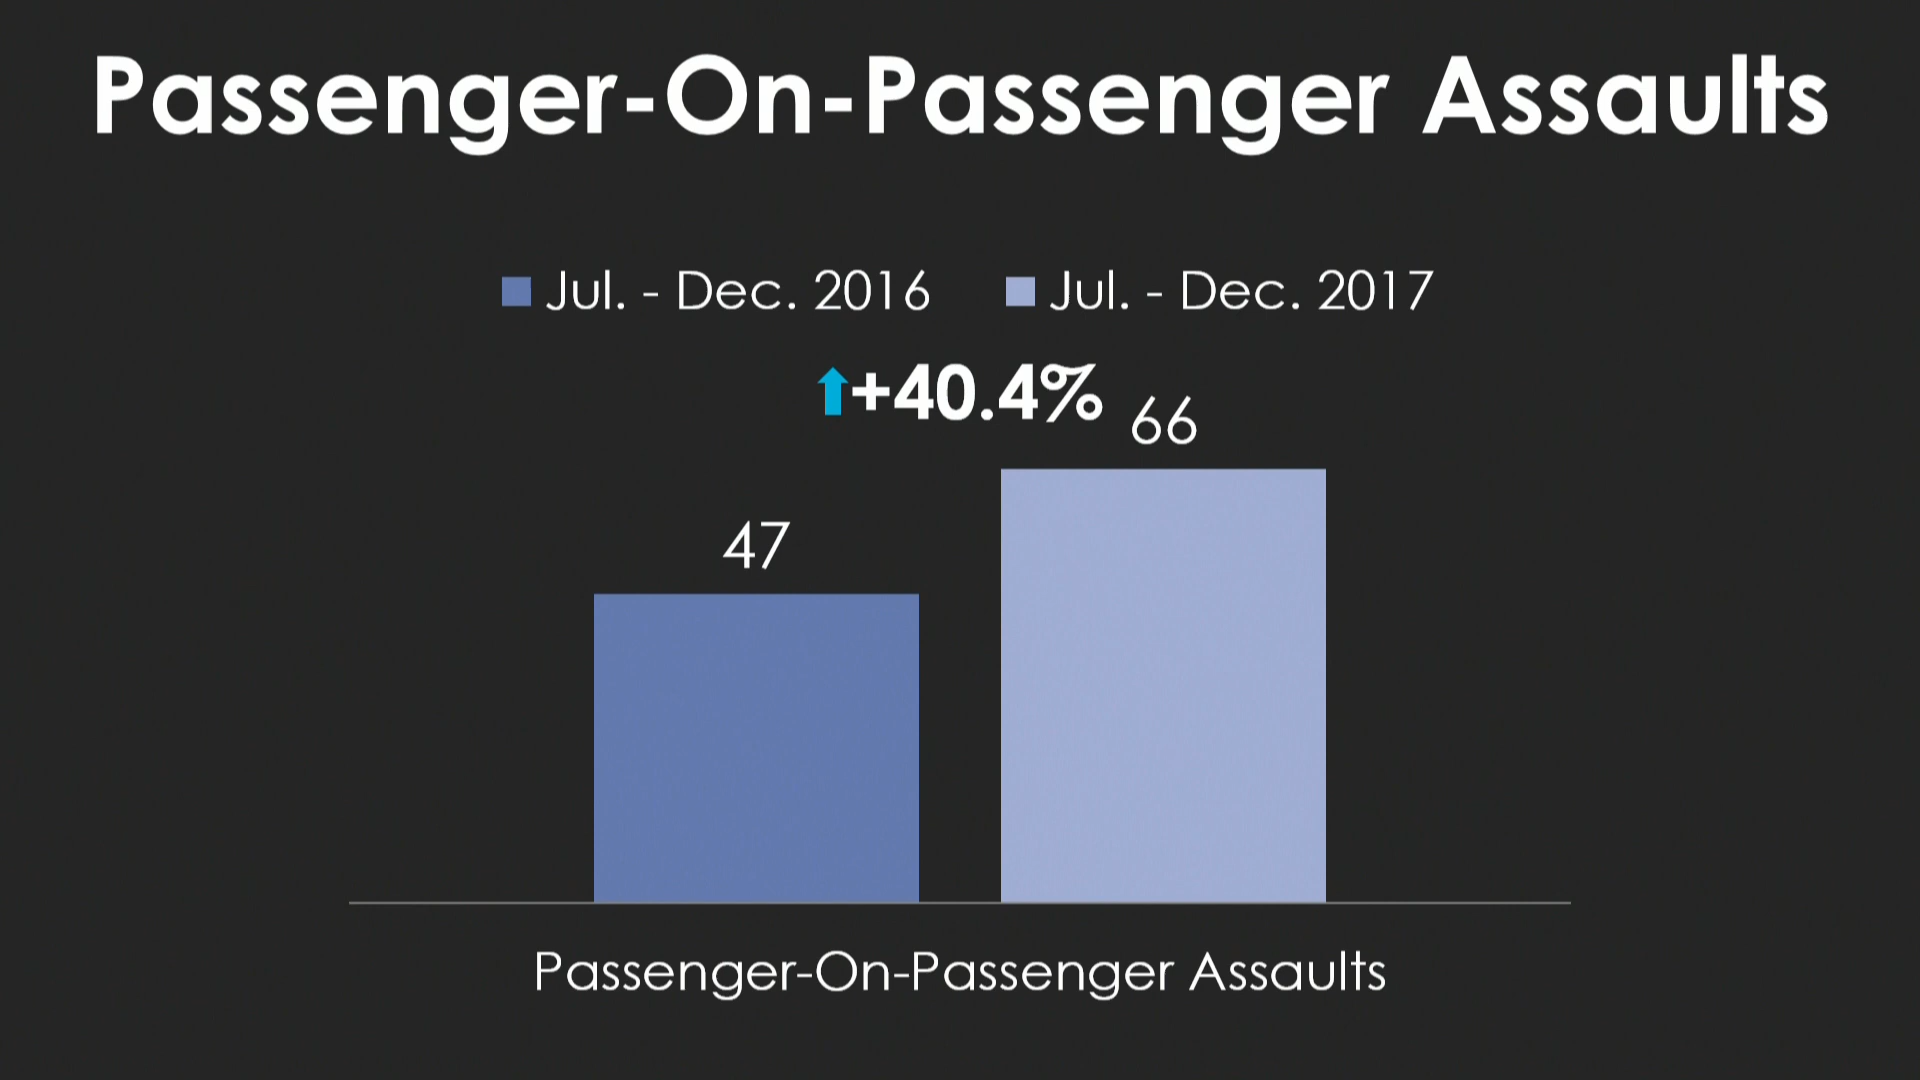 Passenger-On-Passenger Assaults
Jul. - Dec. 2016 Jul. - Dec. 2017
+40.4%
66
47
Passenger-On-Passenger Assaults